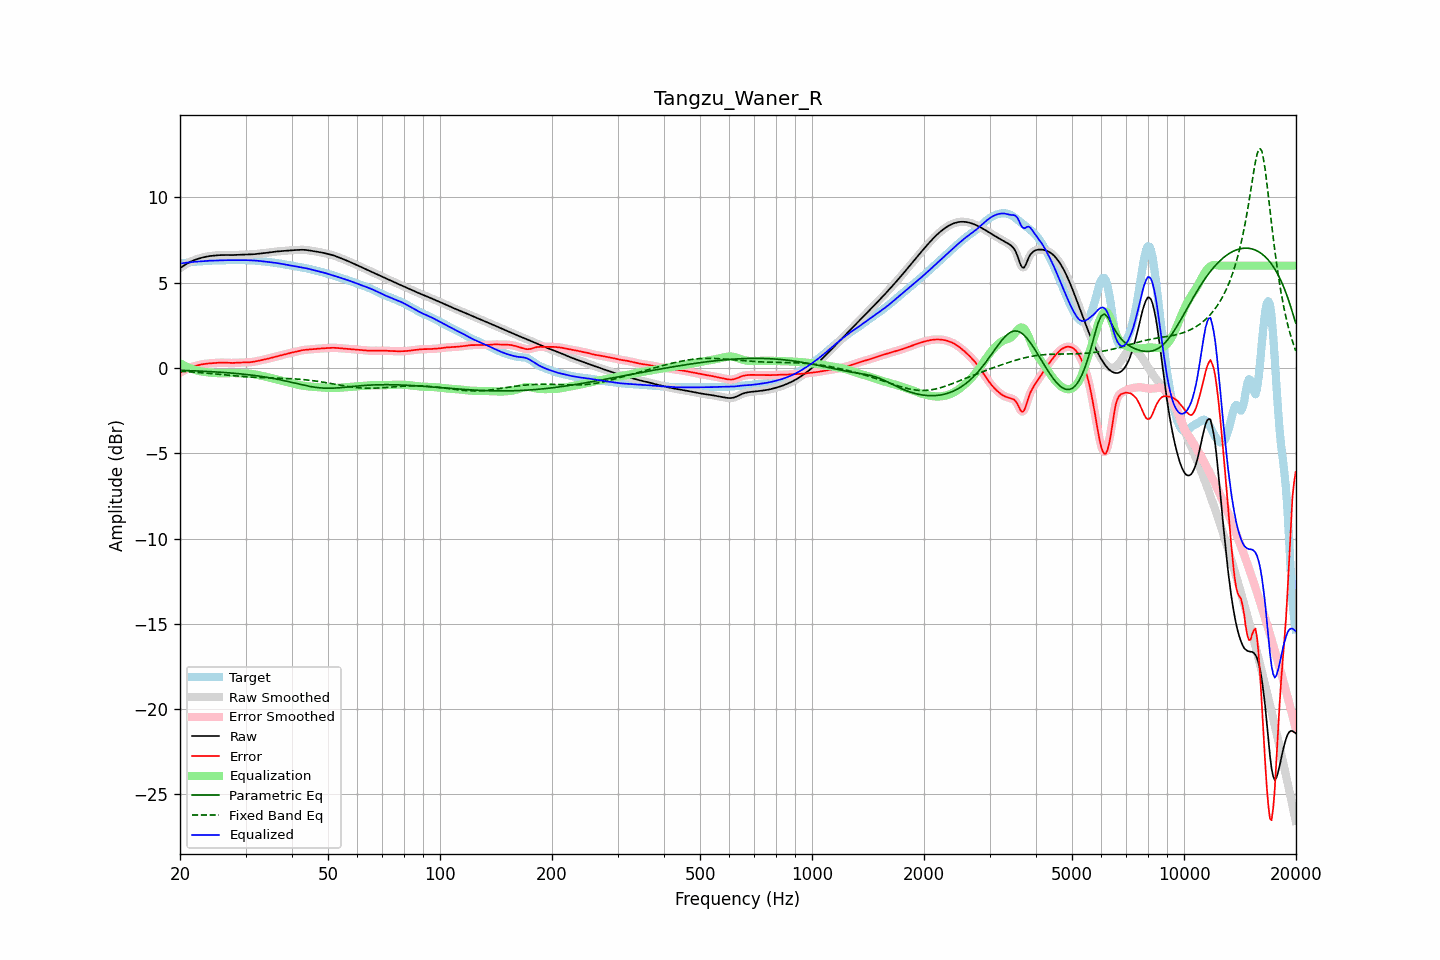 Tangzu_Waner_R
Amplitude (dBr)
10
5
0
−5
−10
−15
−20
−25
Target
Raw Smoothed
Error Smoothed
Raw
Error
Equalization
Parametric Eq
Fixed Band Eq
Equalized
20 50 100 200 500 1000 2000 5000 10000 20000
Frequency (Hz)